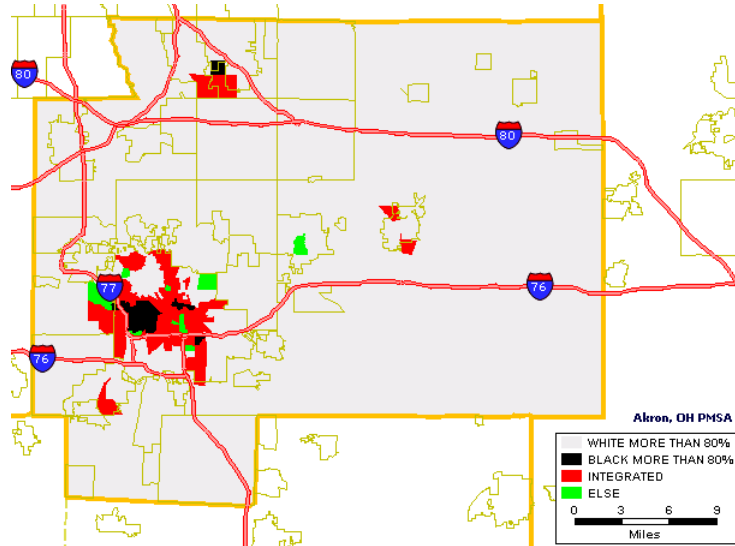 80
80
77
76
76
Akron, OH PMSA
WHITE MORE THAN 80%
BLACK MORE THAN 80%
INTEGRATED
ELSE
0 3 6 9
Miles